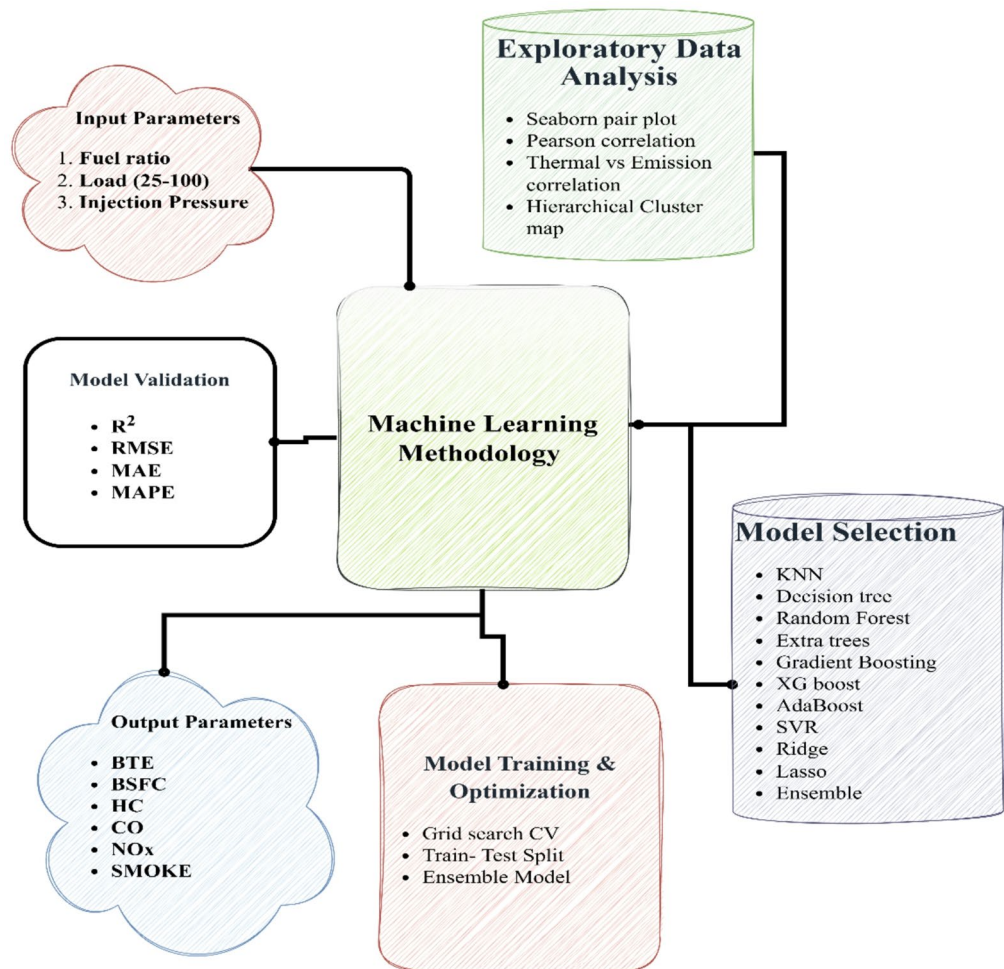 Exploratory Data
Analysis
• Seaborn pair plot
• Pearson correlation
• Thermal vs Emission
correlation
• Hierarchical Cluster
map
Input Parameters
1. Fuel ratio
2. Load (25-100)
3. Injection Pressure
Machine Learning
Methodology
Model Validation
• R²
• RMSE
• MAE
• MAPE
Model Selection
• KNN
• Decision tree
• Random Forest
• Extra trees
• Gradient Boosting
• XG boost
• AdaBoost
• SVR
• Ridge
• Lasso
• Ensemble
Output Parameters
• BTE
• BSFC
• HC
• CO
• NOx
• SMOKE
Model Training &
Optimization
• Grid search CV
• Train- Test Split
• Ensemble Model